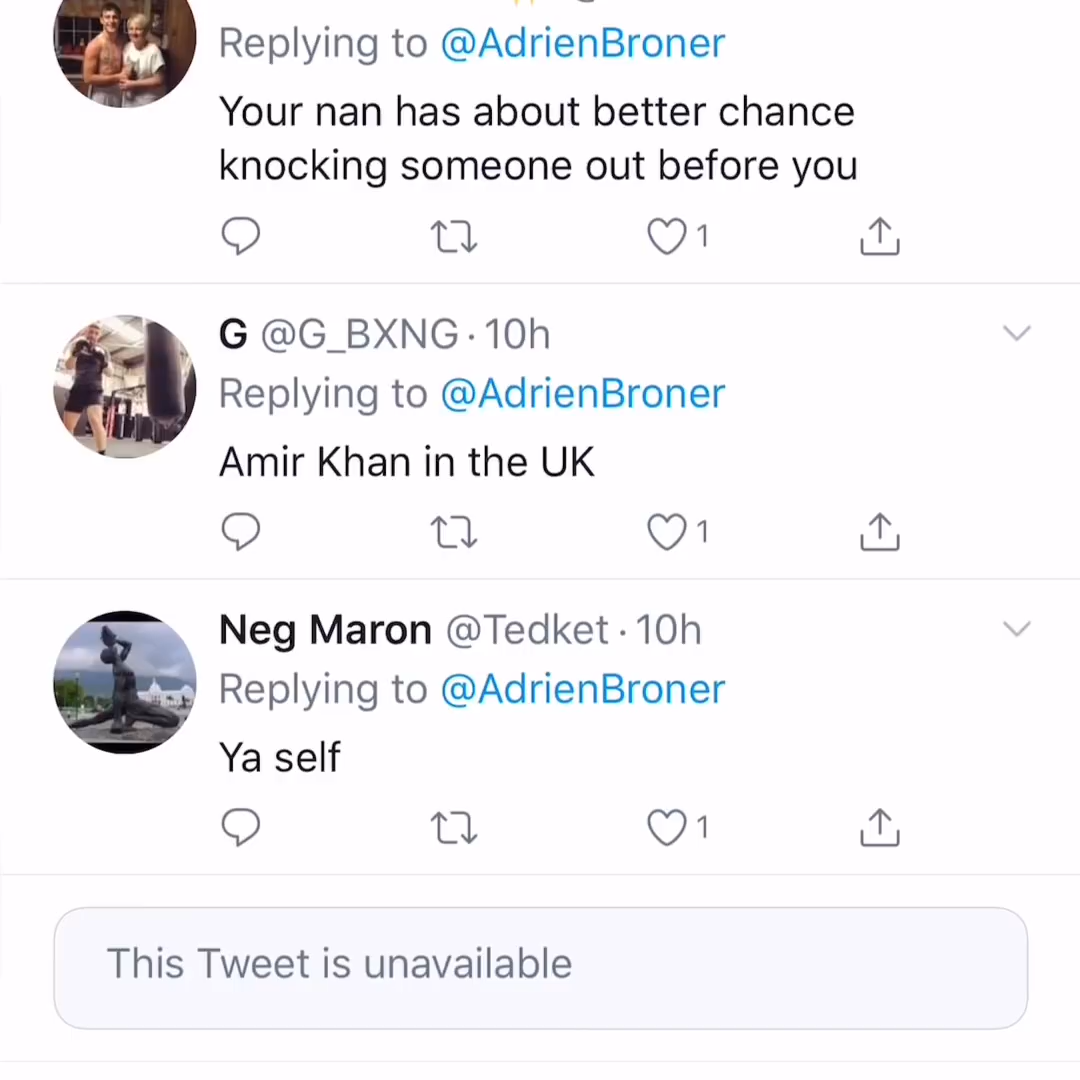 Replying to @AdrienBroner
Your nan has about better chance
knocking someone out before you
1
G @G_BXNG · 10h
Replying to @AdrienBroner
Amir Khan in the UK
1
Neg Maron @Tedket · 10h
Replying to @AdrienBroner
Ya self
1
This Tweet is unavailable